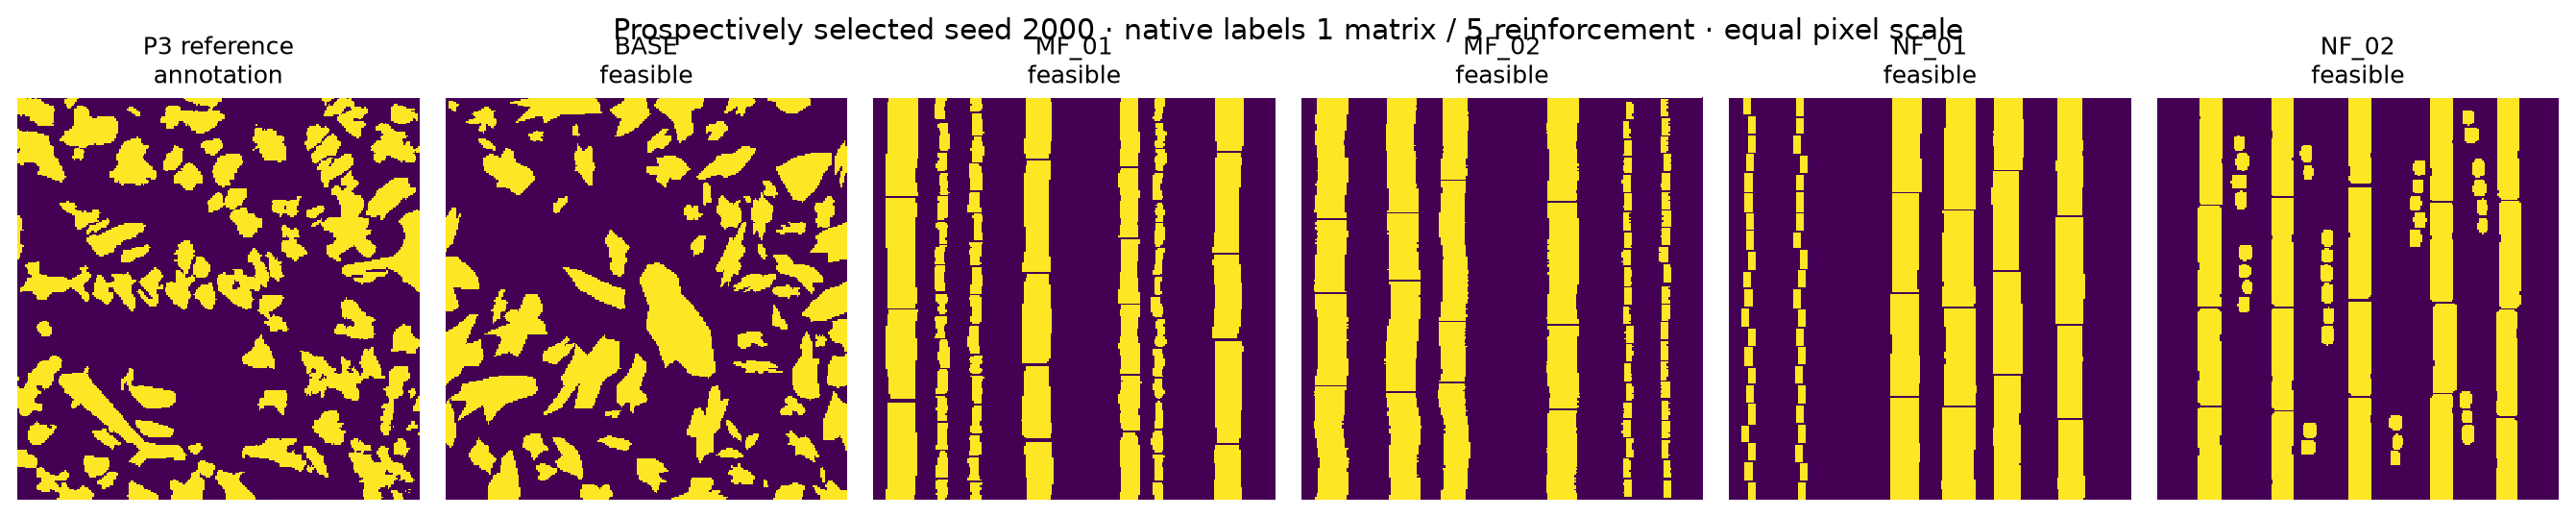 Prospectively selected seed 2000 · native labels 1 matrix / 5 reinforcement · equal pixel scale
P3 reference
annotation
BASE
feasible
MF_01
feasible
MF_02
feasible
NF_01
feasible
NF_02
feasible